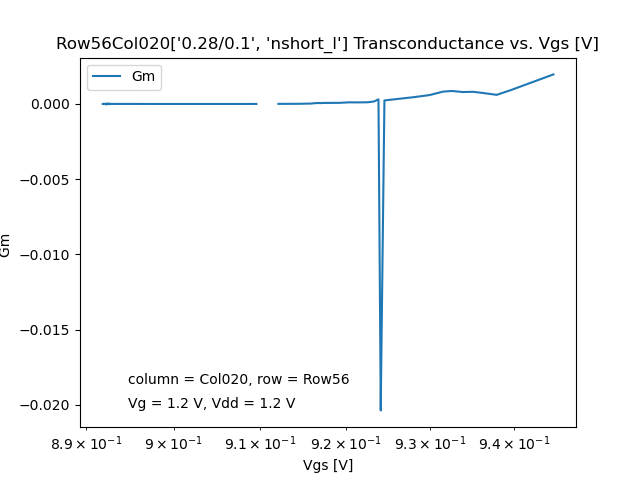 Row56Col020['0.28/0.1', 'nshort_l'] Transconductance vs. Vgs [V]
Gm
0.000
−0.005
−0.010
−0.015
−0.020
Gm
column = Col020, row = Row56
Vg = 1.2 V, Vdd = 1.2 V
8.9 × 10⁻¹ 9 × 10⁻¹ 9.1 × 10⁻¹ 9.2 × 10⁻¹ 9.3 × 10⁻¹ 9.4 × 10⁻¹
Vgs [V]